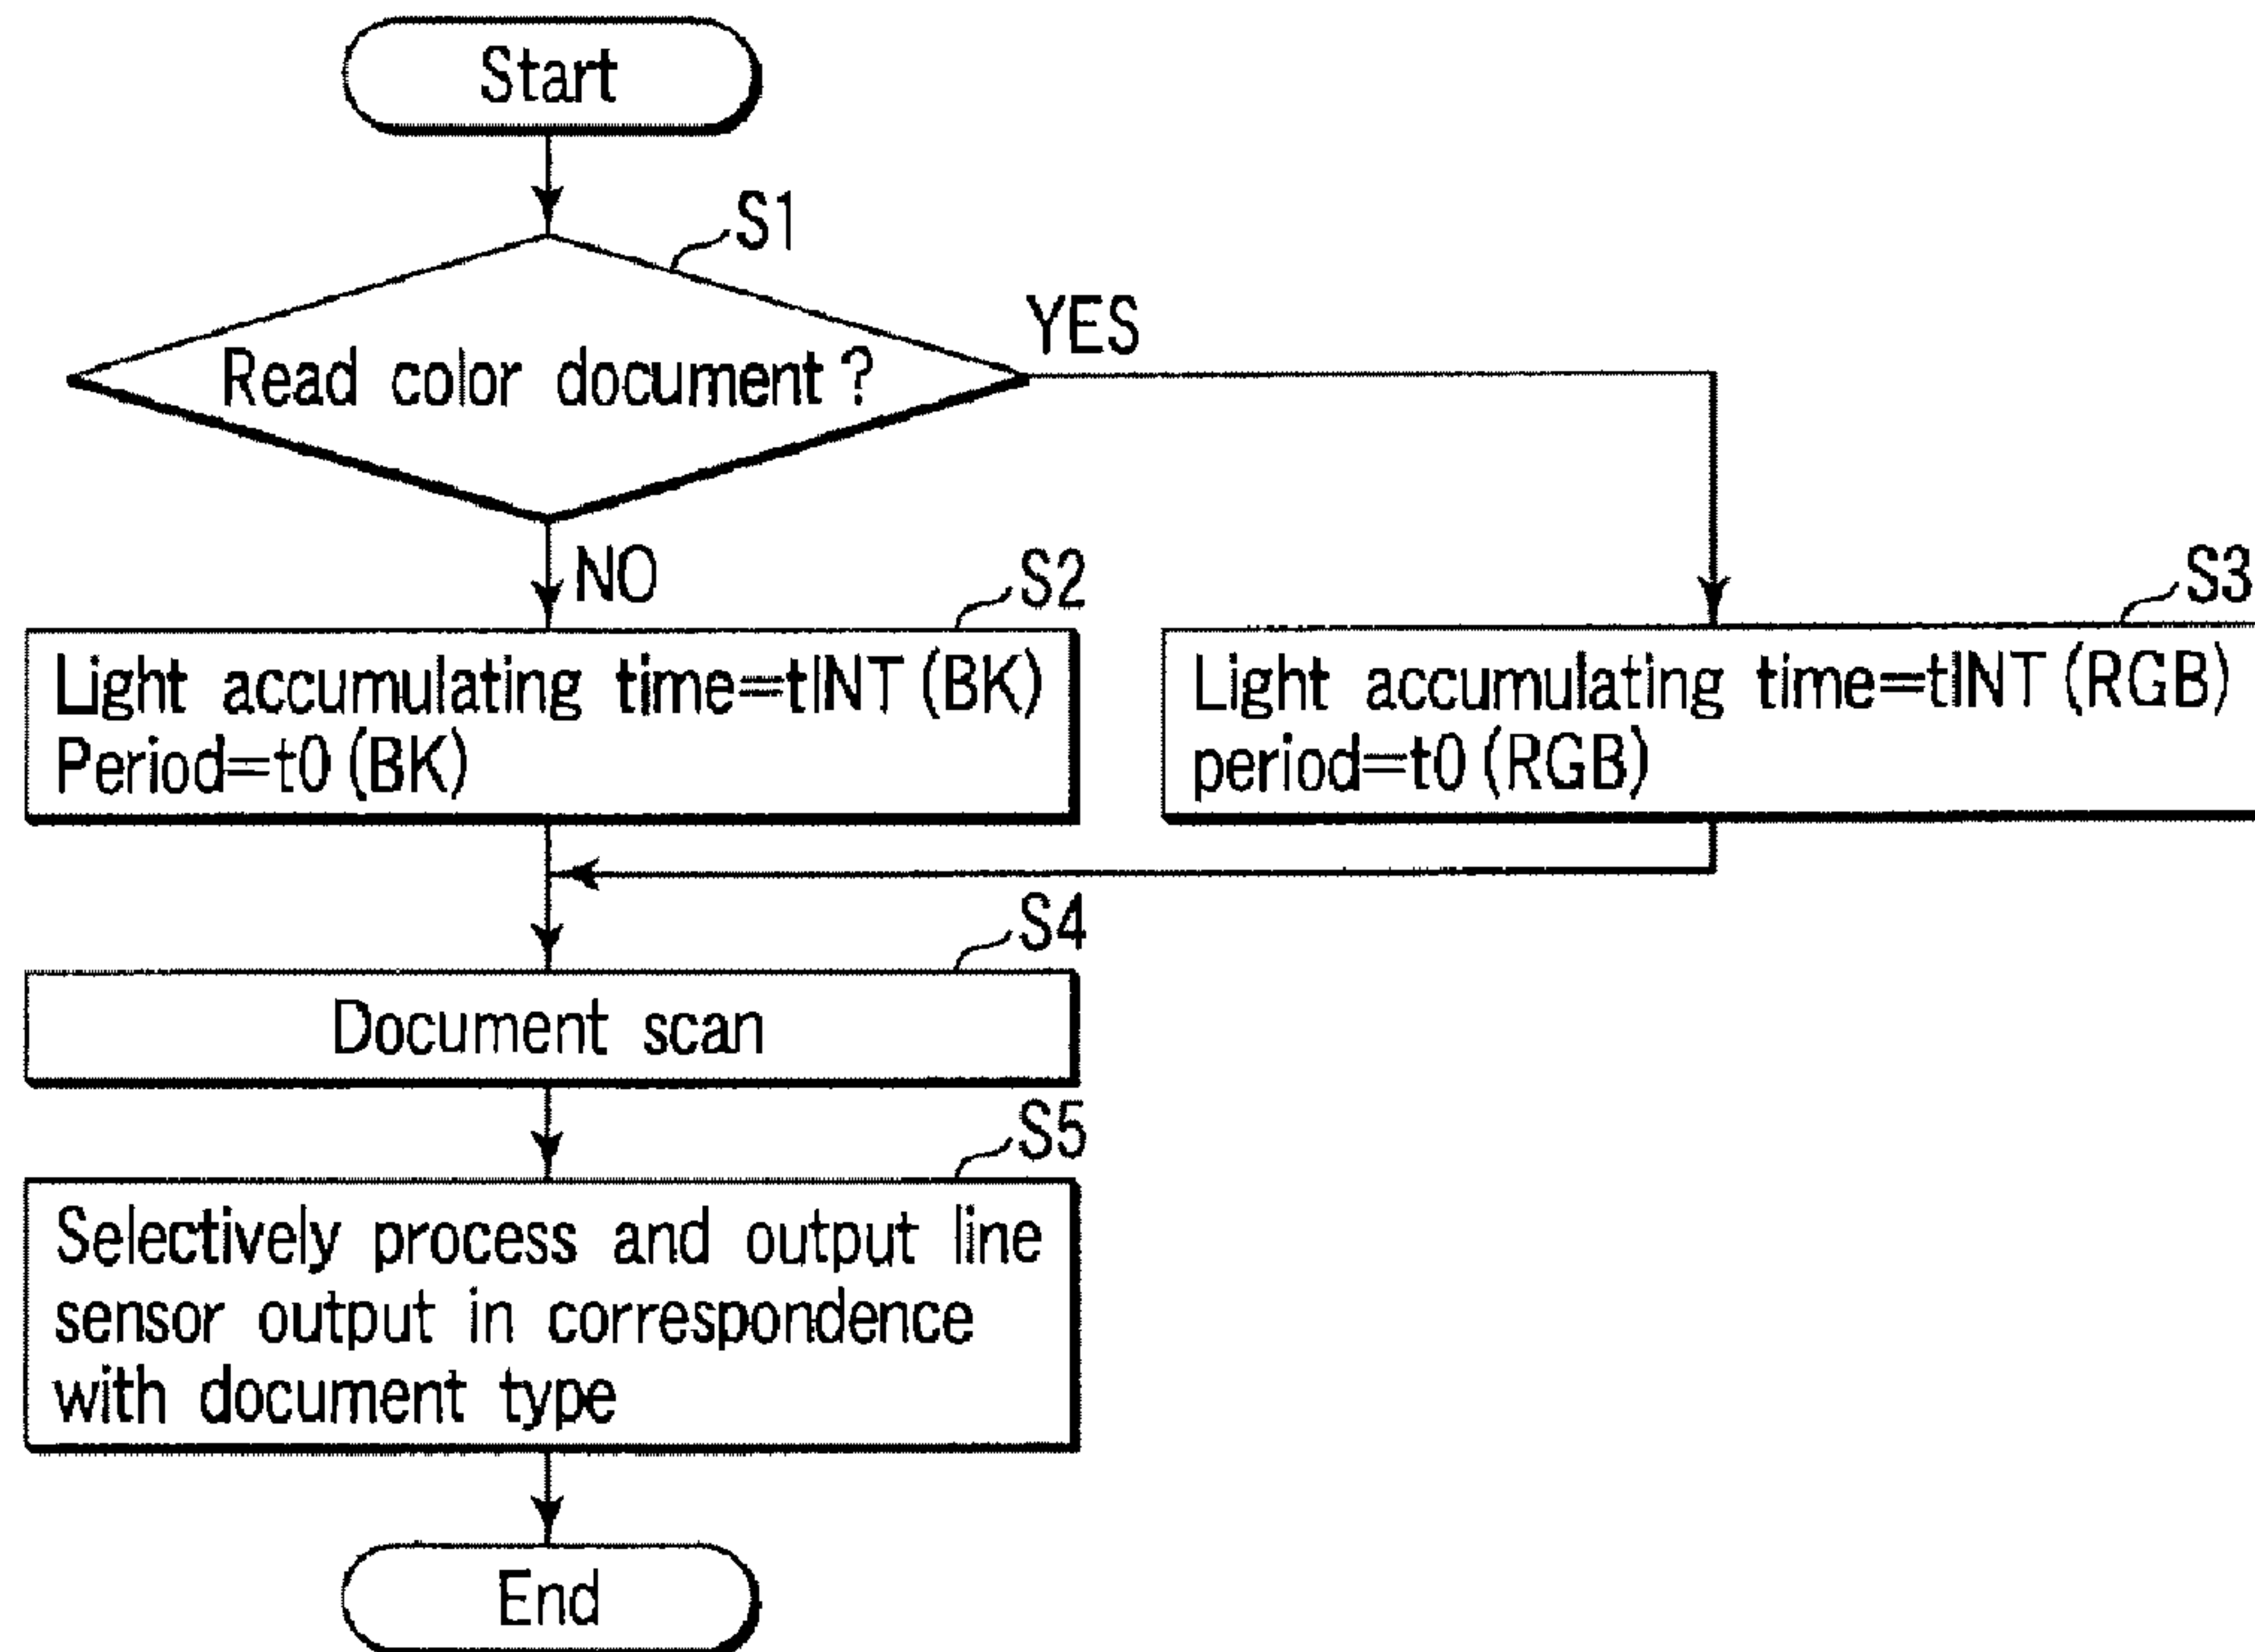 Start
S1
Read color document?
YES
NO
S2
Light accumulating time=tINT(BK)
Period=t0(BK)
S3
Light accumulating time=tINT(RGB)
period=t0(RGB)
S4
Document scan
S5
Selectively process and output line
sensor output in correspondence
with document type
End